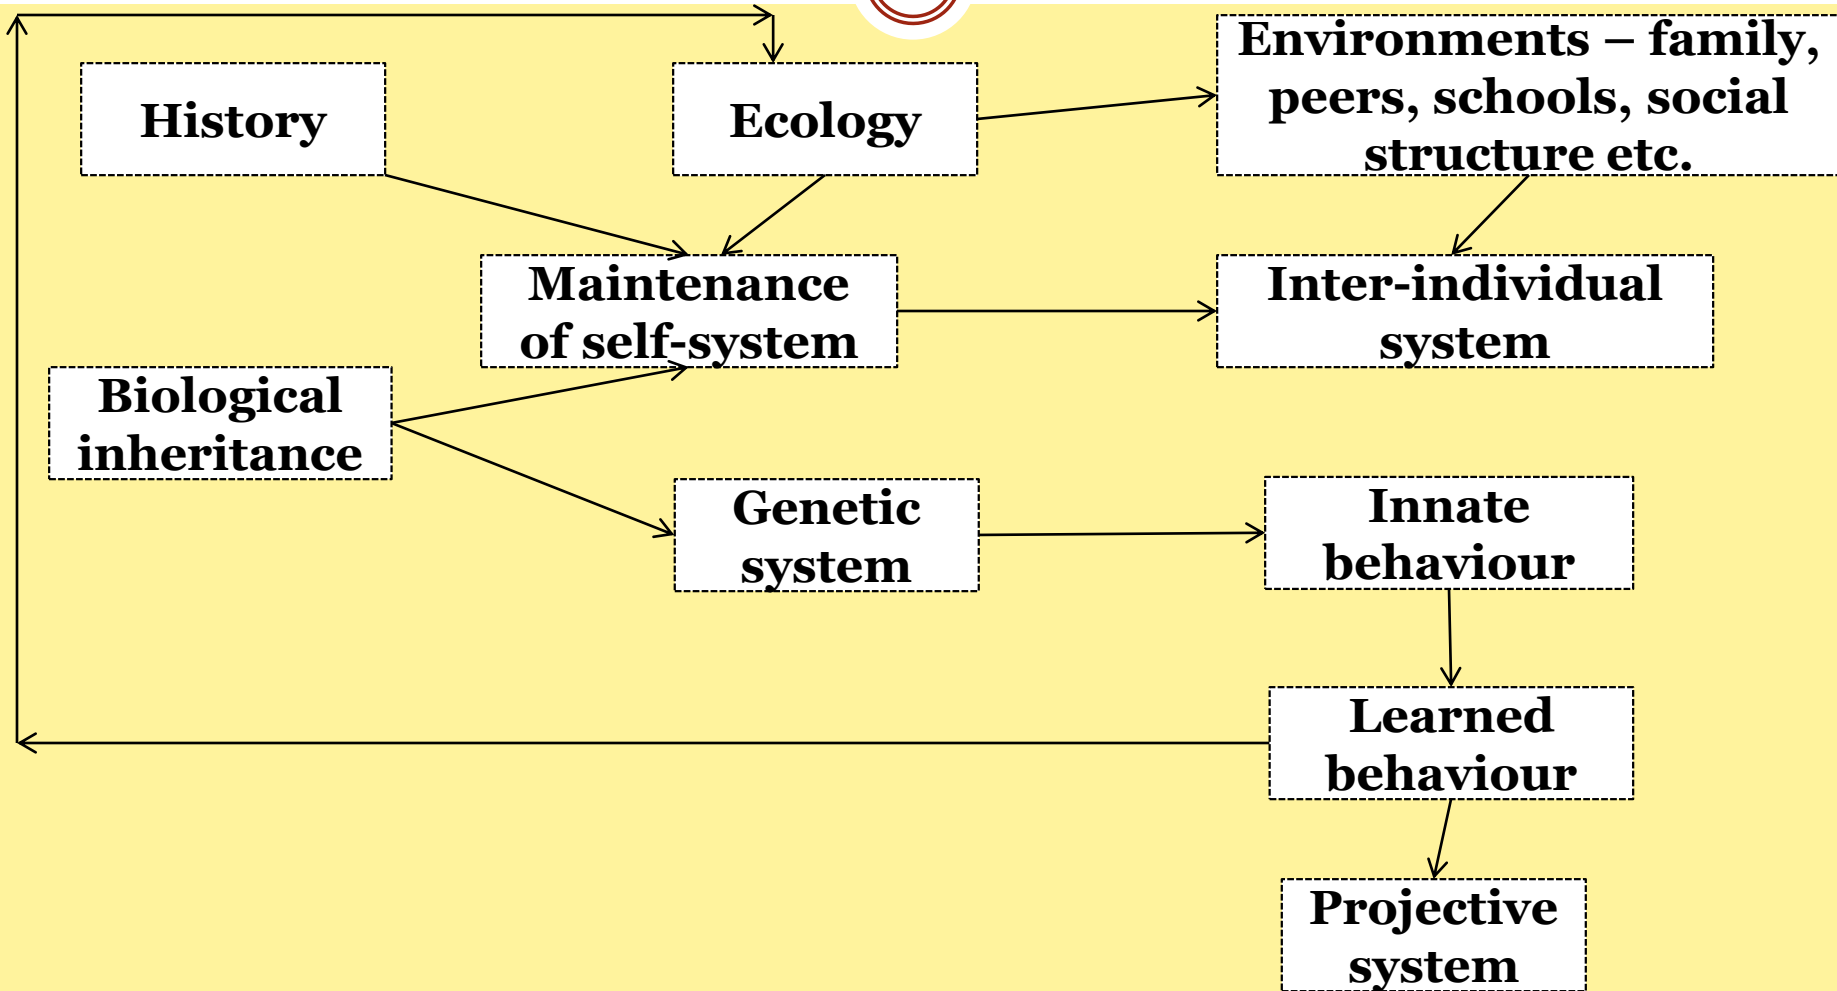 History
Ecology
Environments – family,
peers, schools, social
structure etc.
Maintenance
of self-system
Inter-individual
system
Biological
inheritance
Genetic
system
Innate
behaviour
Learned
behaviour
Projective
system